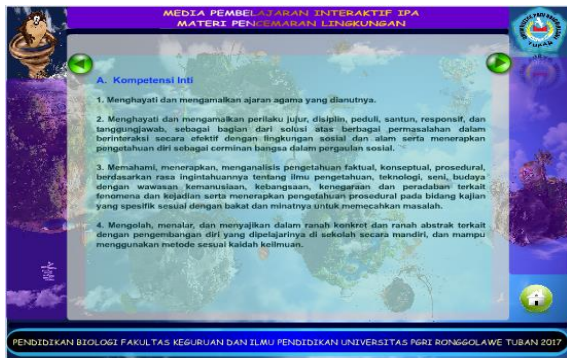 MEDIA PEMBELAJARAN INTERAKTIF IPA
MATERI PENCEMARAN LINGKUNGAN
A. Kompetensi Inti
1. Menghayati dan mengamalkan ajaran agama yang dianutnya.
2. Menghayati dan mengamalkan perilaku jujur, disiplin, peduli, santun, responsif, dan
tanggungjawab, sebagai bagian dari solusi atas berbagai permasalahan dalam
berinteraksi secara efektif dengan lingkungan sosial dan alam serta menerapkan
pengetahuan diri sebagai cerminan bangsa dalam pergaulan sosial.
3. Memahami, menerapkan, menganalisis pengetahuan faktual, konseptual, prosedural,
berdasarkan rasa ingintahuannya tentang ilmu pengetahuan, teknologi, seni, budaya
dengan wawasan kemanusiaan, kebangsaan, kenegaraan dan peradaban terkait
fenomena dan kejadian serta menerapkan pengetahuan prosedural pada bidang kajian
yang spesifik sesuai dengan bakat dan minatnya untuk memecahkan masalah.
4. Mengolah, menalar, dan menyajikan dalam ranah konkret dan ranah abstrak terkait
dengan pengembangan diri yang dipelajarinya di sekolah secara mandiri, dan mampu
menggunakan metode sesuai kaidah keilmuan.
PENDIDIKAN BIOLOGI FAKULTAS KEGURUAN DAN ILMU PENDIDIKAN UNIVERSITAS PGRI RONGGOLAWE TUBAN 2017